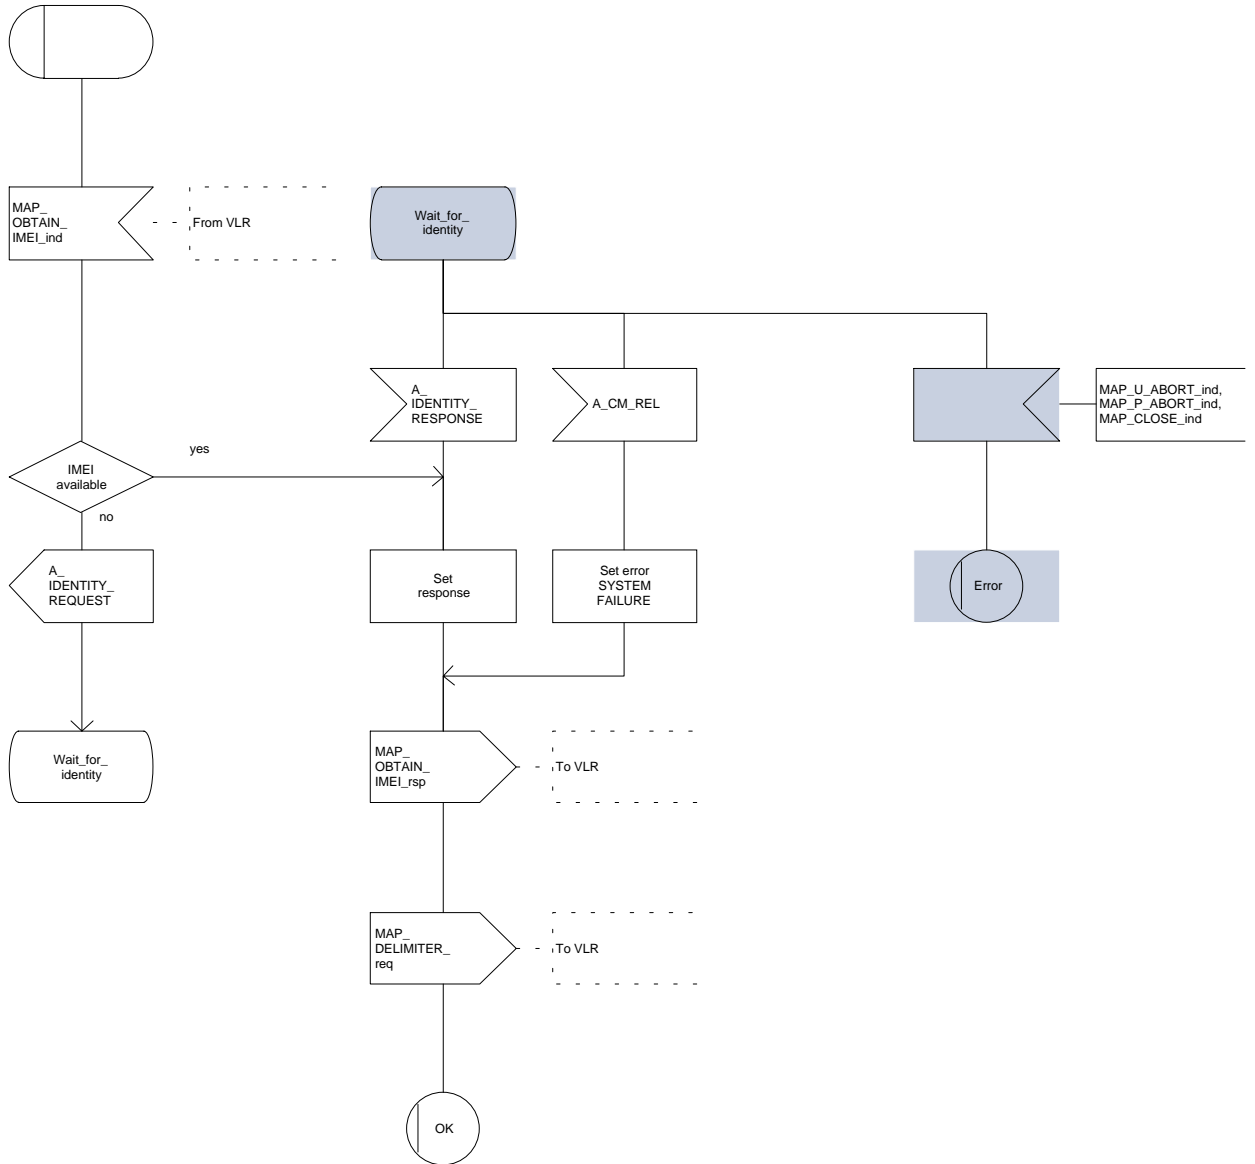 MAP_
OBTAIN_
IMEI_ind
From VLR
Wait_for_
identity
A_
IDENTITY_
RESPONSE
A_CM_REL
MAP_U_ABORT_ind,
MAP_P_ABORT_ind,
MAP_CLOSE_ind
IMEI
available
yes
no
A_
IDENTITY_
REQUEST
Set
response
Set error
SYSTEM
FAILURE
Error
Wait_for_
identity
MAP_
OBTAIN_
IMEI_rsp
To VLR
MAP_
DELIMITER_
req
To VLR
OK